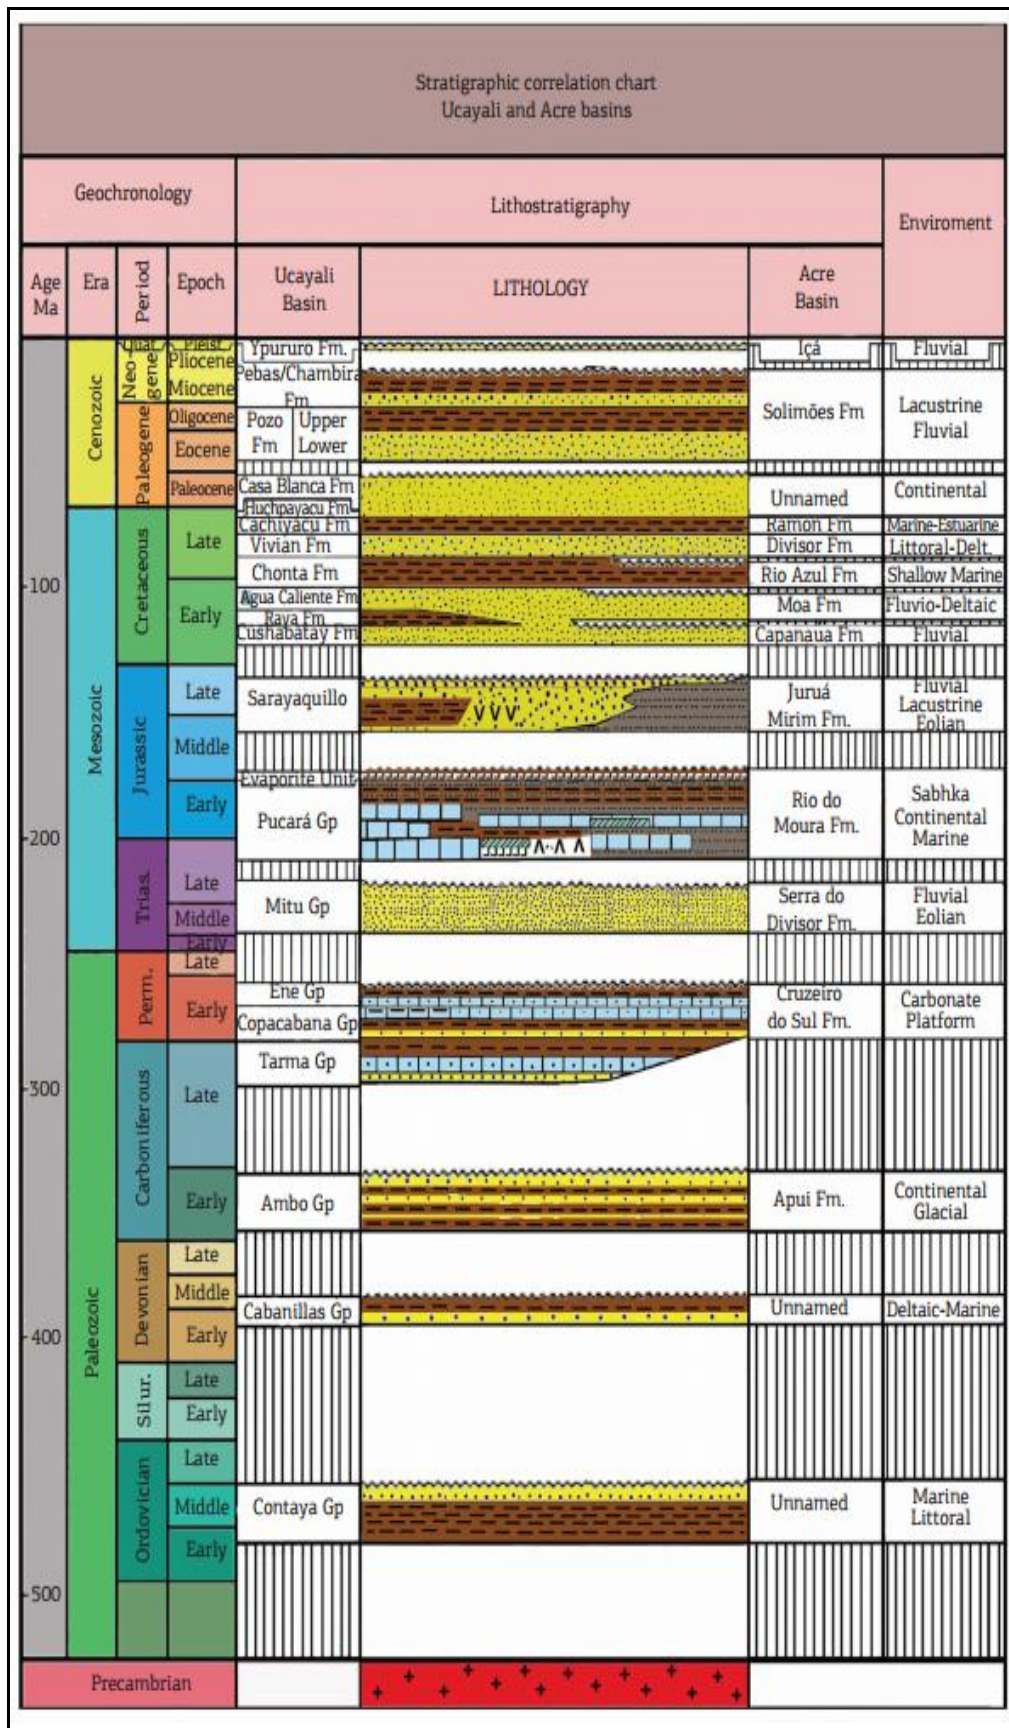 Stratigraphic correlation chart
Ucayali and Acre basins
Geochronology
Lithostratigraphy
Enviroment
Age
Ma
Era
Period
Epoch
Ucayali
Basin
LITHOLOGY
Acre
Basin
Cenozoic
Mesozoic
Paleozoic
Precambrian
-100
-200
-300
-400
-500
Quat.
Neo-
gene
Paleogene
Cretaceous
Jurassic
Trias.
Perm.
Carboniferous
Devonian
Silur.
Ordovician
Pleist
Pliocene
Miocene
Oligocene
Eocene
Paleocene
Late
Early
Late
Middle
Early
Late
Middle
Early
Late
Early
Late
Early
Late
Middle
Early
Late
Early
Late
Middle
Early
Ypururo Fm.
Pebas/Chambira
Fm
Pozo
Fm
Upper
Lower
Casa Blanca Fm
Huchpayacu Fm
Cachiyacu Fm
Vivian Fm
Chonta Fm
Agua Caliente Fm
Raya Fm
Cushabatay Fm
Sarayaquillo
Evaporite Unit
Pucará Gp
Mitu Gp
Ene Gp
Copacabana Gp
Tarma Gp
Ambo Gp
Cabanillas Gp
Contaya Gp
Içá
Solimões Fm
Unnamed
Ramon Fm
Divisor Fm
Rio Azul Fm
Moa Fm
Capanaua Fm
Juruá
Mirim Fm.
Rio do
Moura Fm.
Serra do
Divisor Fm.
Cruzeiro
do Sul Fm.
Apui Fm.
Unnamed
Unnamed
Fluvial
Lacustrine
Fluvial
Continental
Marine-Estuarine
Littoral-Delt.
Shallow Marine
Fluvio-Deltaic
Fluvial
Fluvial
Lacustrine
Eolian
Sabhka
Continental
Marine
Fluvial
Eolian
Carbonate
Platform
Continental
Glacial
Deltaic-Marine
Marine
Littoral